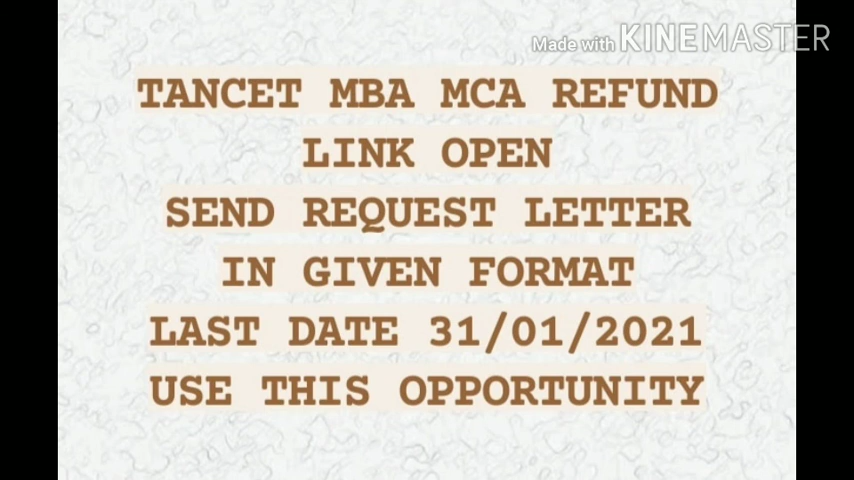 Made with KINEMASTER
TANCET MBA MCA REFUND
LINK OPEN
SEND REQUEST LETTER
IN GIVEN FORMAT
LAST DATE 31/01/2021
USE THIS OPPORTUNITY